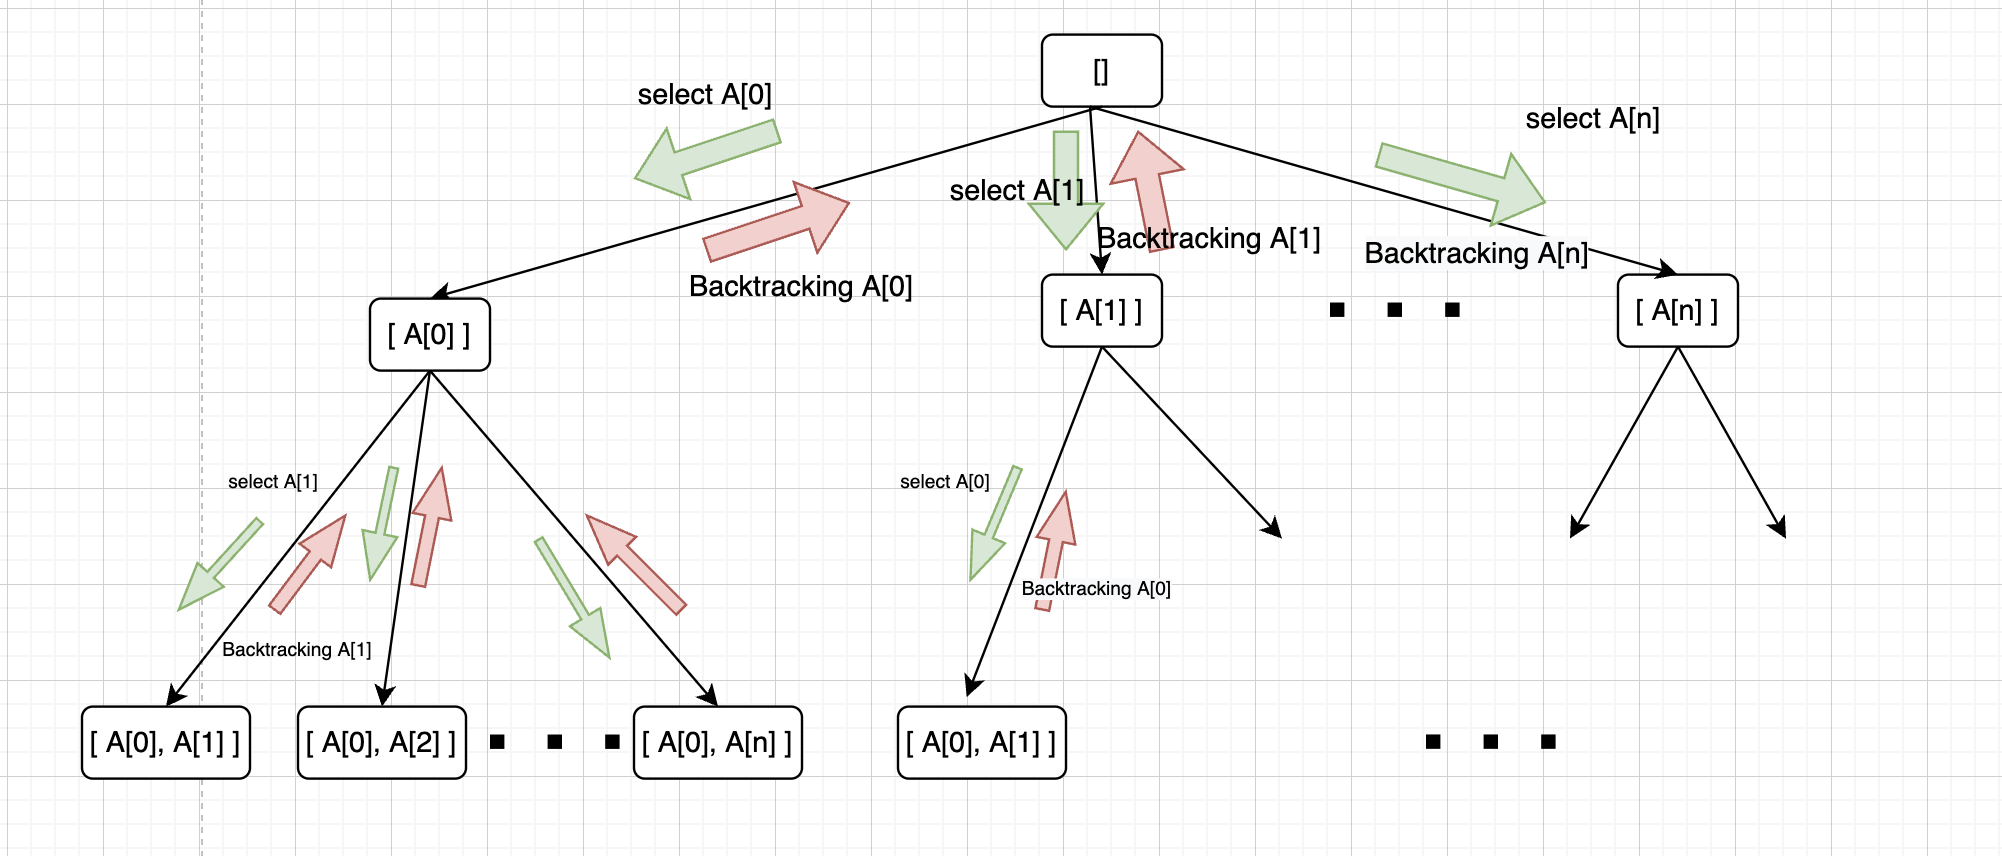 []
select A[0]
select A[n]
select A[1]
Backtracking A[1]
Backtracking A[n]
Backtracking A[0]
[ A[0] ]
[ A[1] ]
[ A[n] ]
select A[1]
select A[0]
Backtracking A[0]
Backtracking A[1]
[ A[0], A[1] ]
[ A[0], A[2] ]
[ A[0], A[n] ]
[ A[0], A[1] ]